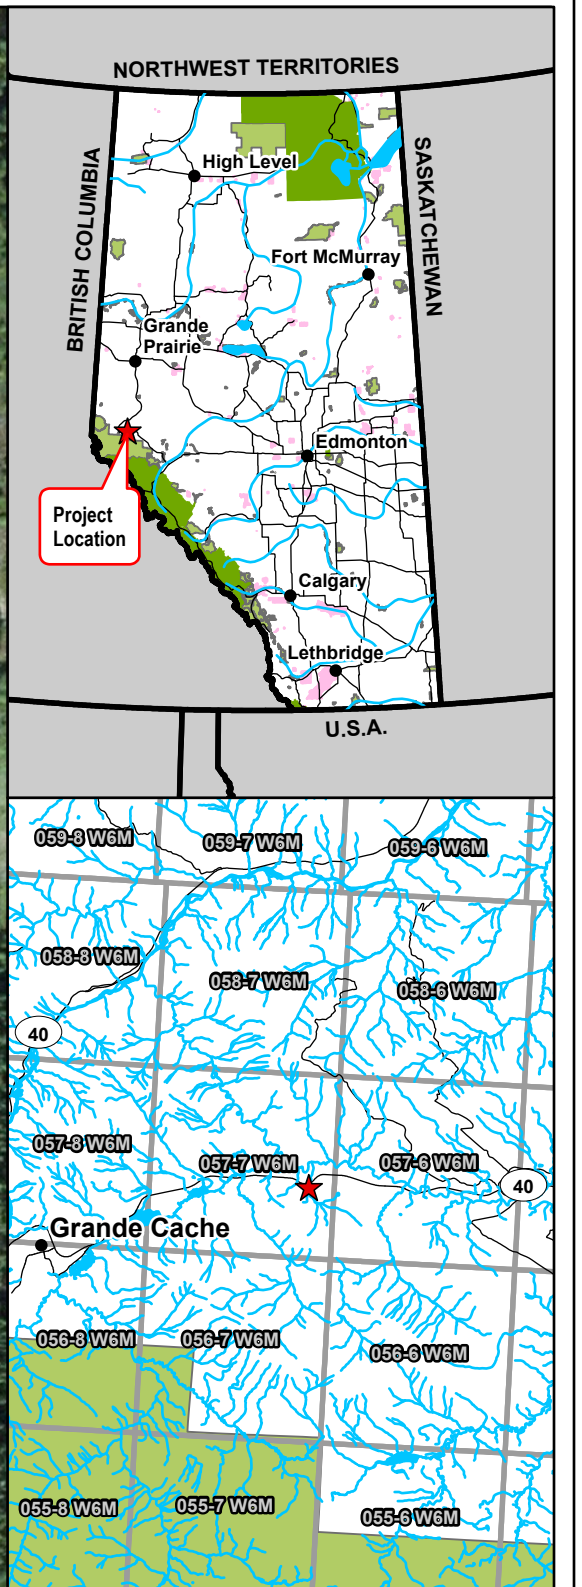 NORTHWEST TERRITORIES
BRITISH COLUMBIA
SASKATCHEWAN
High Level
Fort McMurray
Grande
Prairie
Edmonton
Project
Location
Calgary
Lethbridge
U.S.A.
059-8 W6M
059-7 W6M
059-6 W6M
058-8 W6M
058-7 W6M
058-6 W6M
40
057-8 W6M
057-7 W6M
057-6 W6M
40
Grande Cache
056-8 W6M
056-7 W6M
056-6 W6M
055-8 W6M
055-7 W6M
055-6 W6M